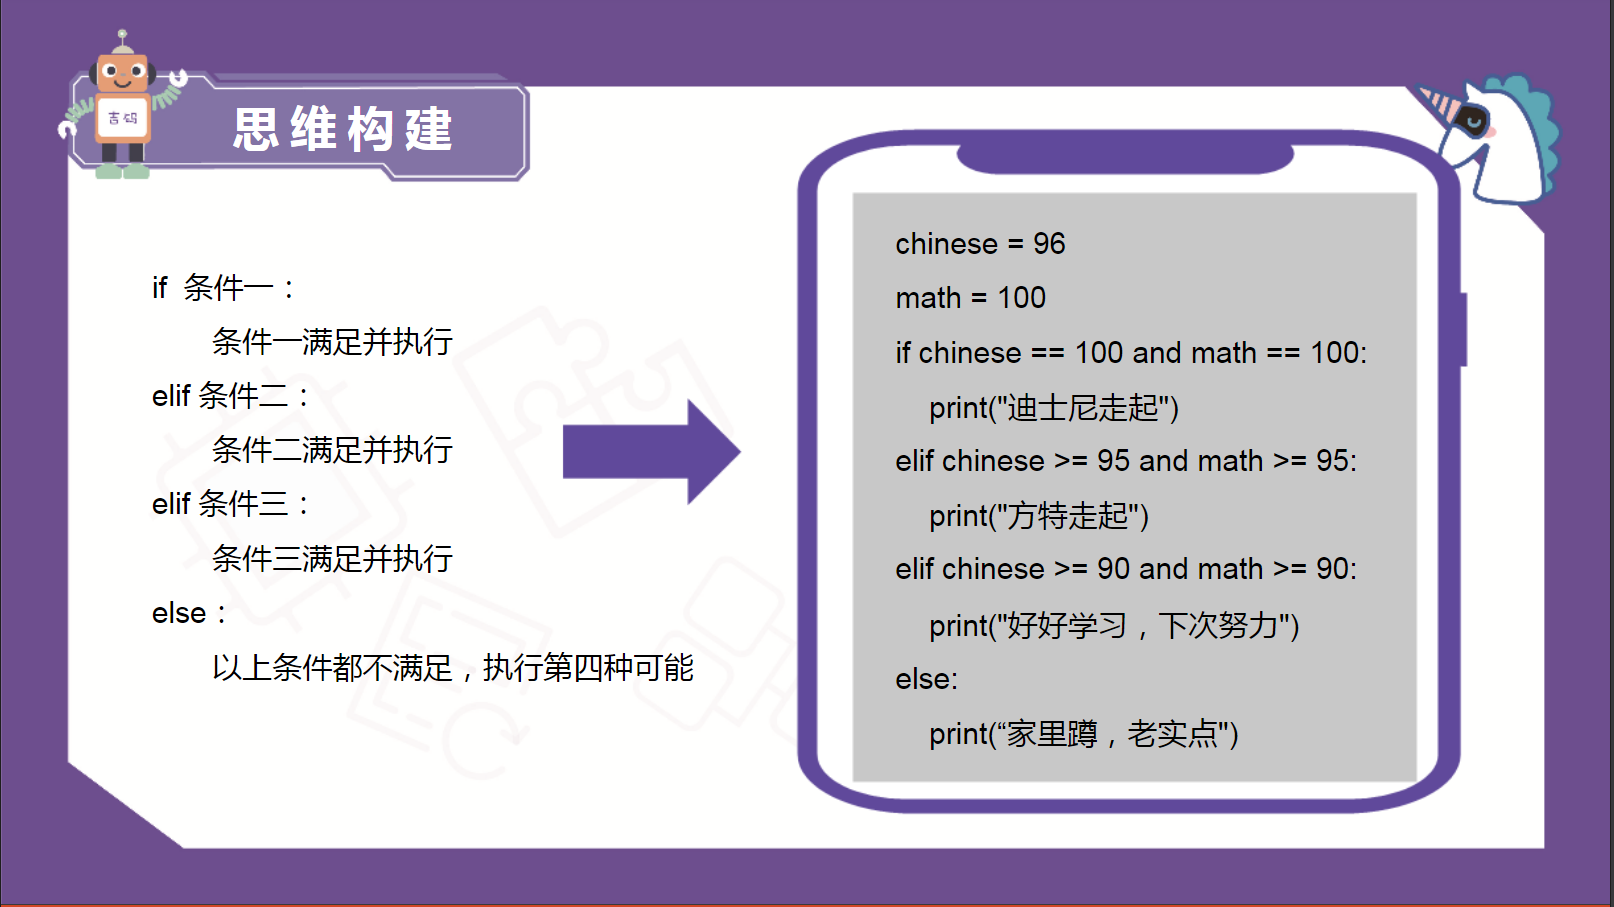 吉码
思维构建
if 条件一：
条件一满足并执行
elif 条件二：
条件二满足并执行
elif 条件三：
条件三满足并执行
else：
以上条件都不满足，执行第四种可能
chinese = 96
math = 100
if chinese == 100 and math == 100:
print("迪士尼走起")
elif chinese >= 95 and math >= 95:
print("方特走起")
elif chinese >= 90 and math >= 90:
print("好好学习，下次努力")
else:
print(“家里蹲，老实点")